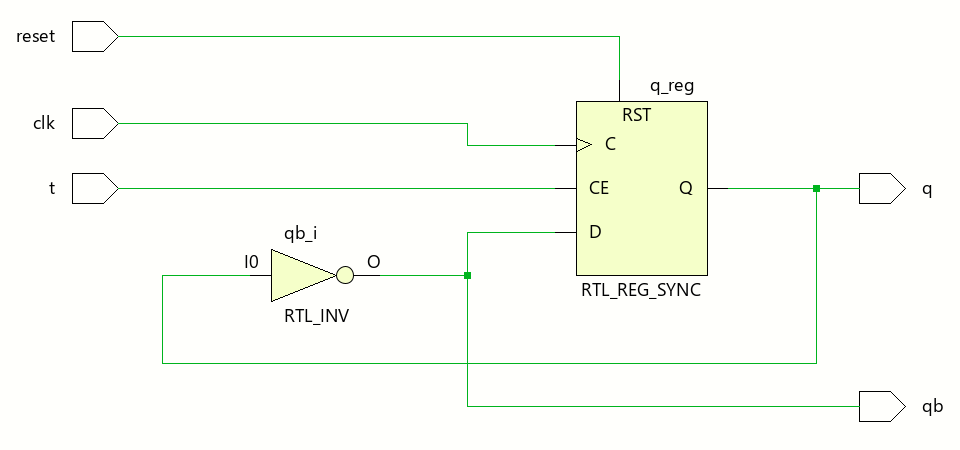 reset
q_reg
RST
clk
C
t
CE
Q
q
D
qb_i
I0
O
RTL_REG_SYNC
RTL_INV
qb